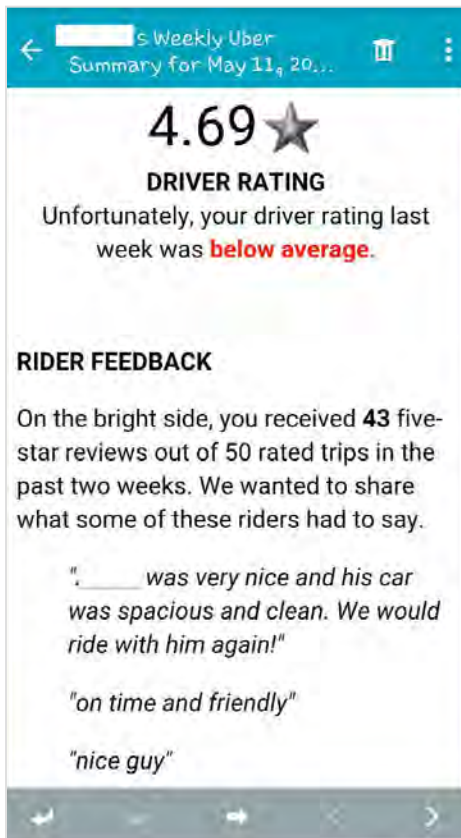 s Weekly Uber
Summary for May 11, 20...
4.69
DRIVER RATING
Unfortunately, your driver rating last
week was below average.
RIDER FEEDBACK
On the bright side, you received 43 five-
star reviews out of 50 rated trips in the
past two weeks. We wanted to share
what some of these riders had to say.
"._____ was very nice and his car
was spacious and clean. We would
ride with him again!"
"on time and friendly"
"nice guy"